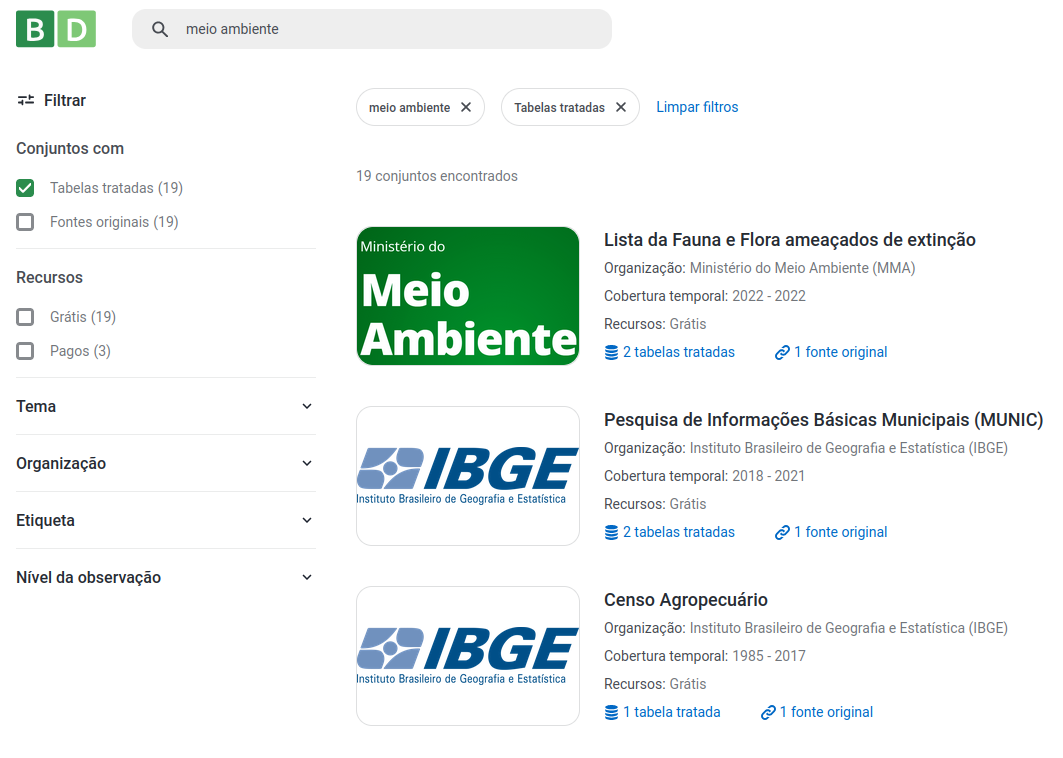 BD
meio ambiente
Filtrar
Conjuntos com
Tabelas tratadas (19)
Fontes originais (19)
Recursos
Grátis (19)
Pagos (3)
Tema
Organização
Etiqueta
Nível da observação
meio ambiente
Tabelas tratadas
Limpar filtros
19 conjuntos encontrados
Ministério do
Meio
Ambiente
Lista da Fauna e Flora ameaçados de extinção
Organização: Ministério do Meio Ambiente (MMA)
Cobertura temporal: 2022 - 2022
Recursos: Grátis
2 tabelas tratadas
1 fonte original
IBGE
Instituto Brasileiro de Geografia e Estatística
Pesquisa de Informações Básicas Municipais (MUNIC)
Organização: Instituto Brasileiro de Geografia e Estatística (IBGE)
Cobertura temporal: 2018 - 2021
Recursos: Grátis
2 tabelas tratadas
1 fonte original
IBGE
Instituto Brasileiro de Geografia e Estatística
Censo Agropecuário
Organização: Instituto Brasileiro de Geografia e Estatística (IBGE)
Cobertura temporal: 1985 - 2017
Recursos: Grátis
1 tabela tratada
1 fonte original